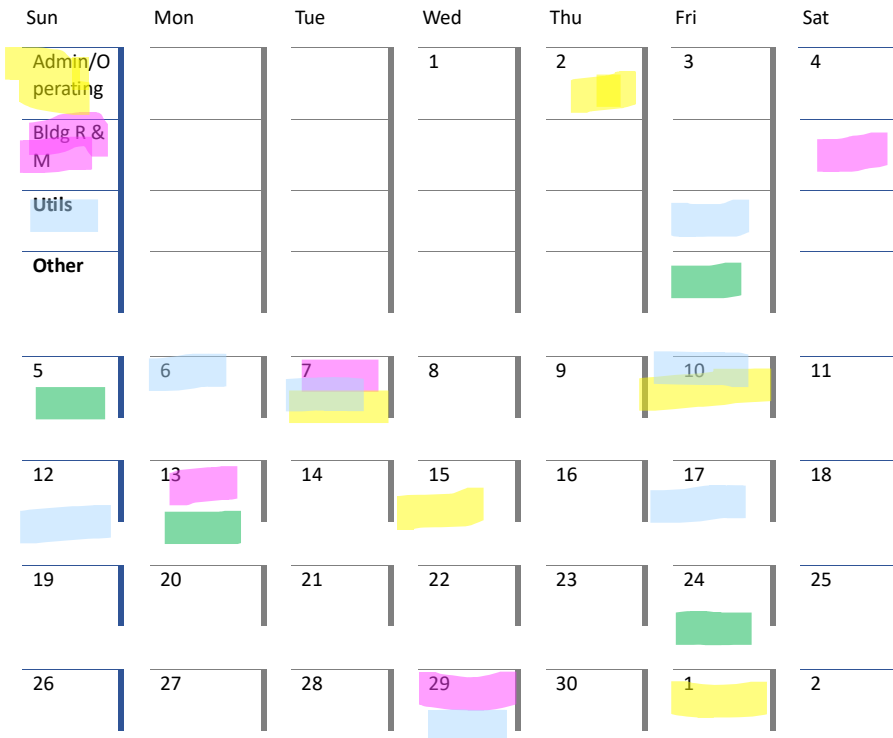 Sun Mon Tue Wed Thu Fri Sat
Admin/O 1 2 3 4
perating
Bldg R &
M
Utils
Other
5 6 7 8 9 10 11
12 13 14 15 16 17 18
19 20 21 22 23 24 25
26 27 28 29 30 1 2